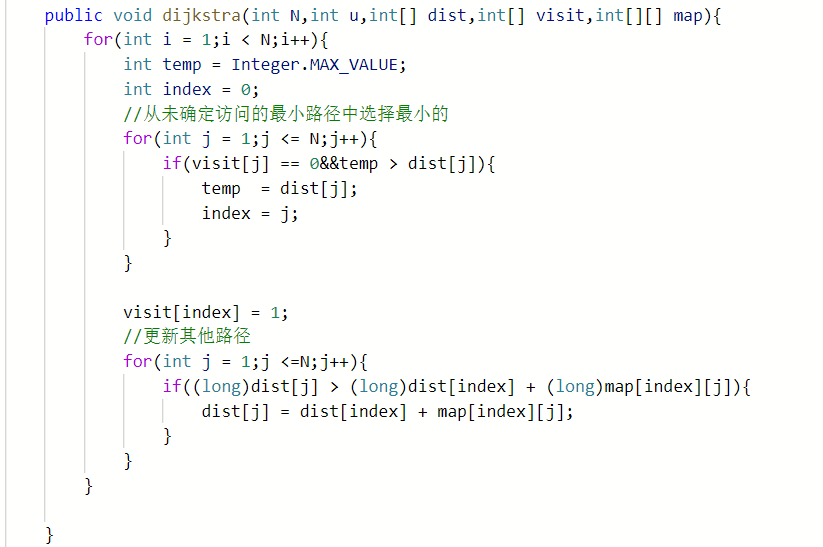 public void dijkstra(int N,int u,int[] dist,int[] visit,int[][] map){
    for(int i = 1;i < N;i++){
        int temp = Integer.MAX_VALUE;
        int index = 0;
        //从未确定访问的最小路径中选择最小的
        for(int j = 1;j <= N;j++){
            if(visit[j] == 0&&temp > dist[j]){
                temp  = dist[j];
                index = j;
            }
        }

        visit[index] = 1;
        //更新其他路径
        for(int j = 1;j <=N;j++){
            if((long)dist[j] > (long)dist[index] + (long)map[index][j]){
                dist[j] = dist[index] + map[index][j];
            }
        }
    }

}